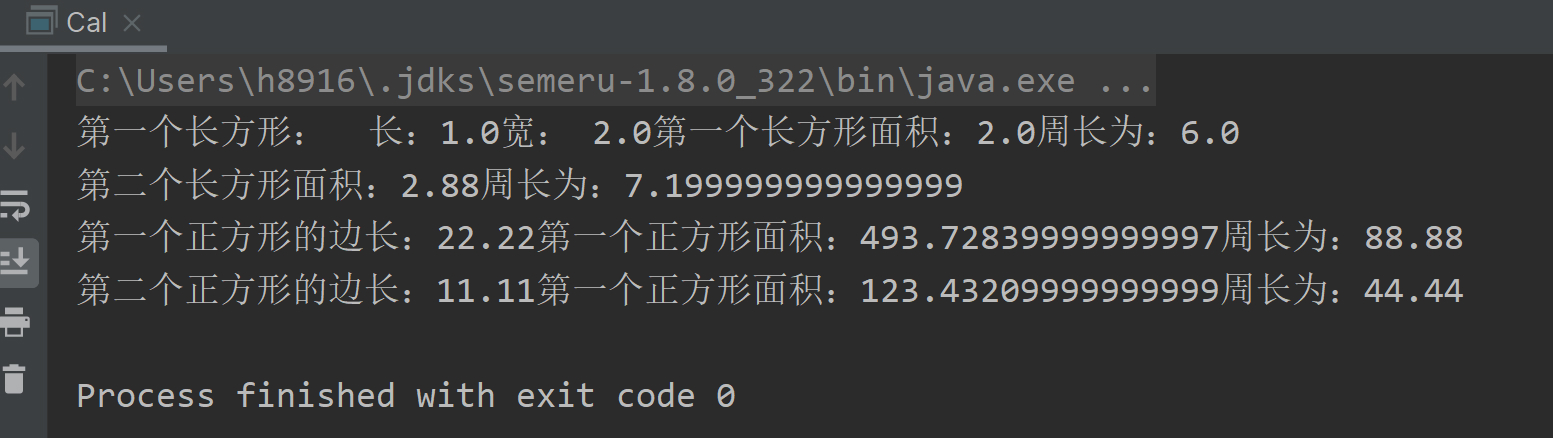 Cal
C:\Users\h8916\.jdks\semeru-1.8.0_322\bin\java.exe ...
第一个长方形：  长：1.0宽： 2.0第一个长方形面积：2.0周长为：6.0
第二个长方形面积：2.88周长为：7.199999999999999
第一个正方形的边长：22.22第一个正方形面积：493.72839999999997周长为：88.88
第二个正方形的边长：11.11第一个正方形面积：123.43209999999999周长为：44.44
Process finished with exit code 0